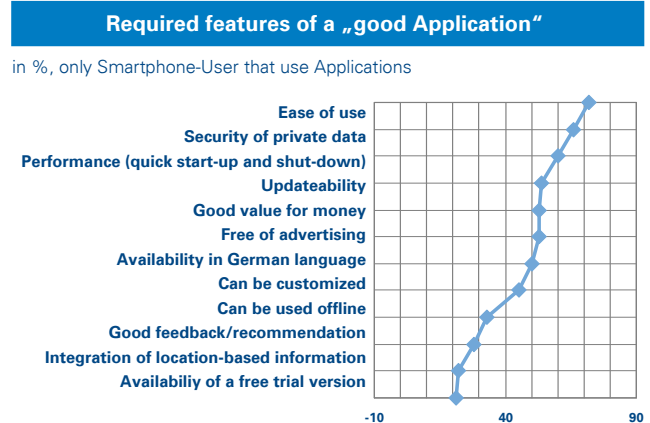 Required features of a „good Application“
in %, only Smartphone-User that use Applications
Ease of use
Security of private data
Performance (quick start-up and shut-down)
Updateability
Good value for money
Free of advertising
Availability in German language
Can be customized
Can be used offline
Good feedback/recommendation
Integration of location-based information
Availabiliy of a free trial version
-10 40 90